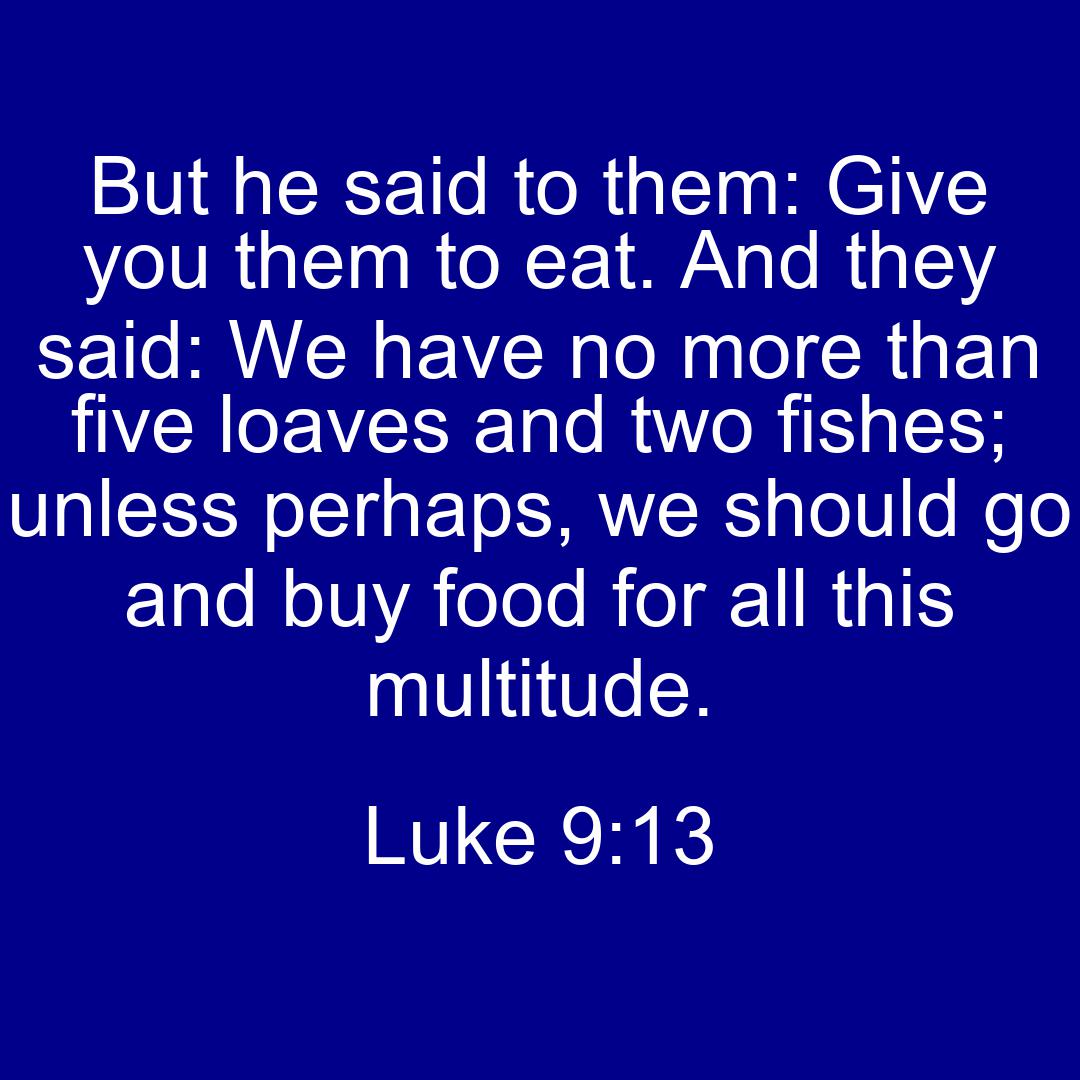 But he said to them: Give
you them to eat. And they
said: We have no more than
five loaves and two fishes;
unless perhaps, we should go
and buy food for all this
multitude.
Luke 9:13